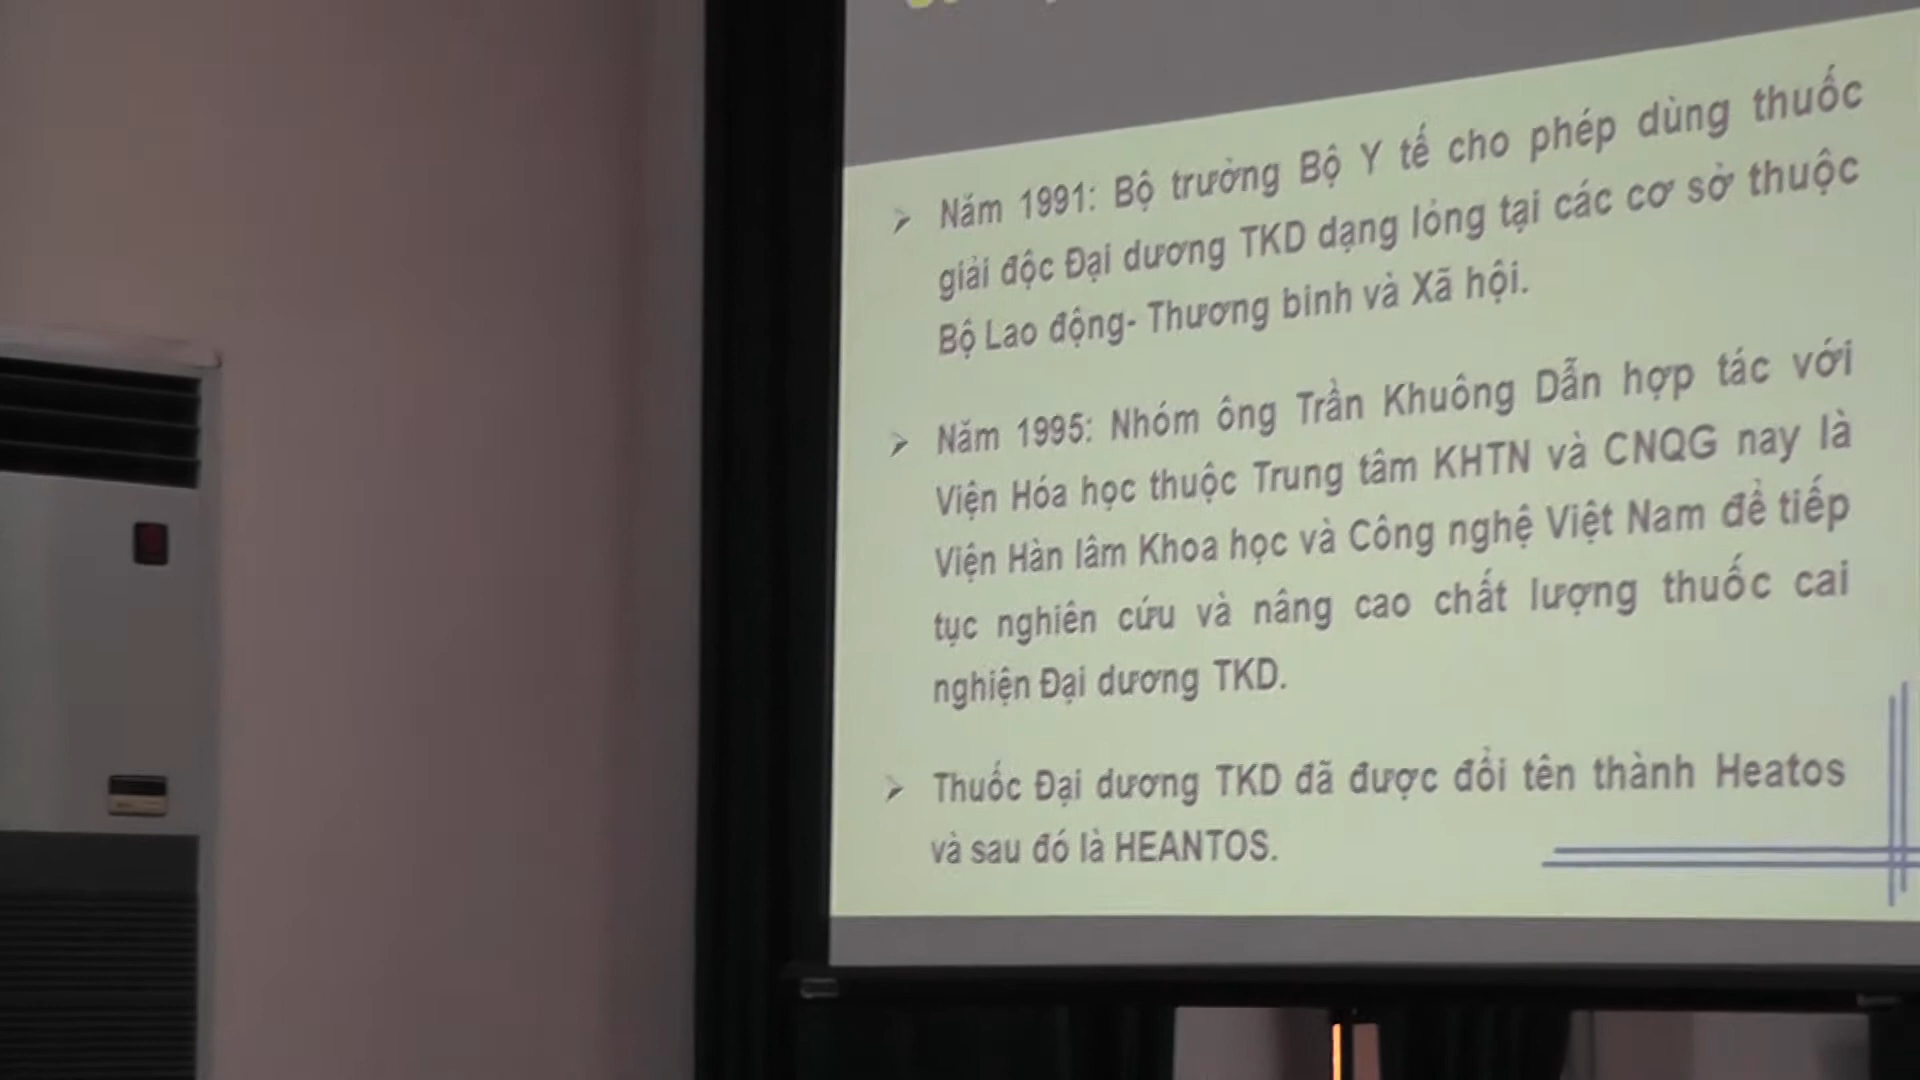 Năm 1991: Bộ trưởng Bộ Y tế cho phép dùng thuốc
giải độc Đại dương TKD dạng lỏng tại các cơ sở thuộc
Bộ Lao động- Thương binh và Xã hội.
Năm 1995: Nhóm ông Trần Khuông Dẫn hợp tác với
Viện Hóa học thuộc Trung tâm KHTN và CNQG nay là
Viện Hàn lâm Khoa học và Công nghệ Việt Nam để tiếp
tục nghiên cứu và nâng cao chất lượng thuốc cai
nghiện Đại dương TKD.
Thuốc Đại dương TKD đã được đổi tên thành Heatos
và sau đó là HEANTOS.